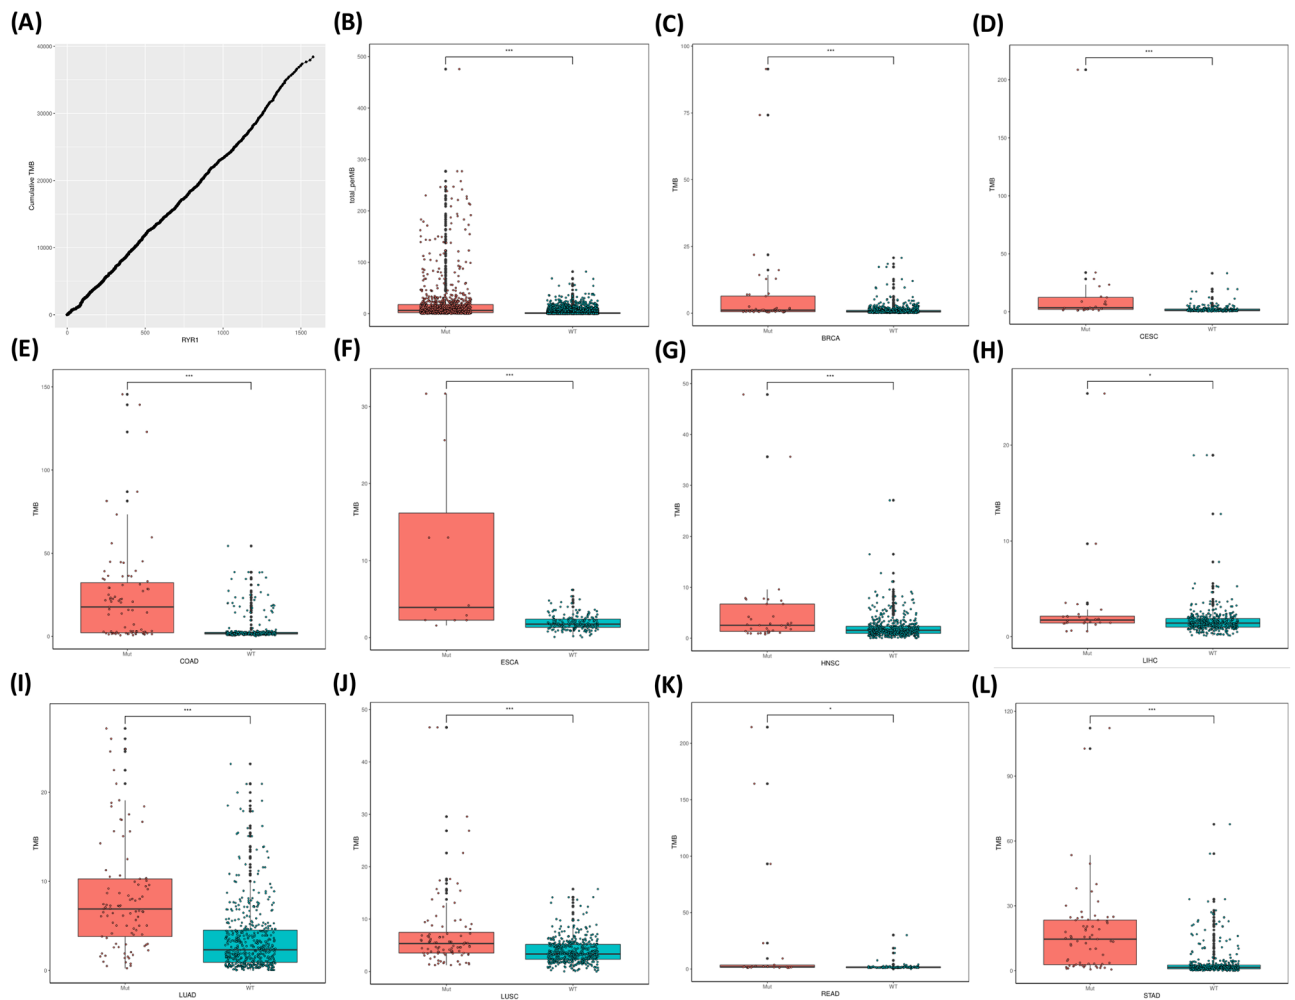 (A)
40000
30000
20000
10000
0
Cumulative TMB
0 500 1000 1500
RYR1
(B)
***
500
400
300
200
100
0
total_perMB
Mut WT
(C)
***
100
75
50
25
0
TMB
Mut WT
BRCA
(D)
***
200
150
100
50
0
TMB
Mut WT
CESC
(E)
***
150
100
50
0
TMB
Mut WT
COAD
(F)
***
30
20
10
0
TMB
Mut WT
ESCA
(G)
***
50
40
30
20
10
0
TMB
Mut WT
HNSC
(H)
*
20
10
0
TMB
Mut WT
LIHC
(I)
***
20
10
0
TMB
Mut WT
LUAD
(J)
***
50
40
30
20
10
0
TMB
Mut WT
LUSC
(K)
*
200
150
100
50
0
TMB
Mut WT
READ
(L)
***
120
90
60
30
0
TMB
Mut WT
STAD